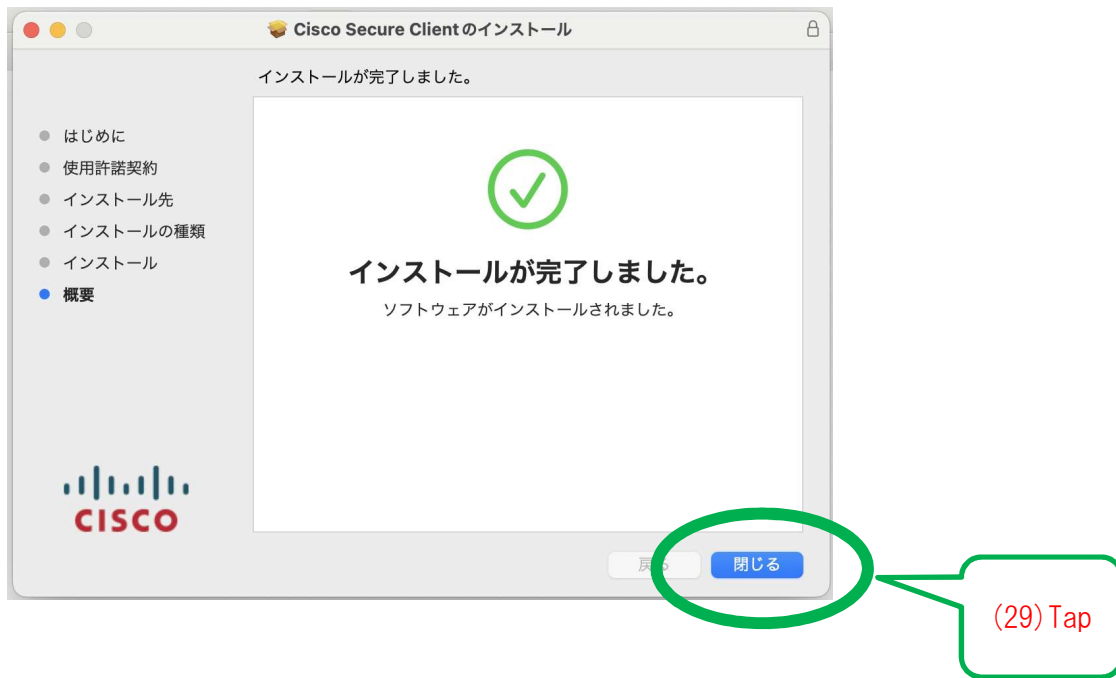 Cisco Secure Clientのインストール
インストールが完了しました。
はじめに
使用許諾契約
インストール先
インストールの種類
インストール
概要
インストールが完了しました。
ソフトウェアがインストールされました。
CISCO
戻る
閉じる
(29)Tap